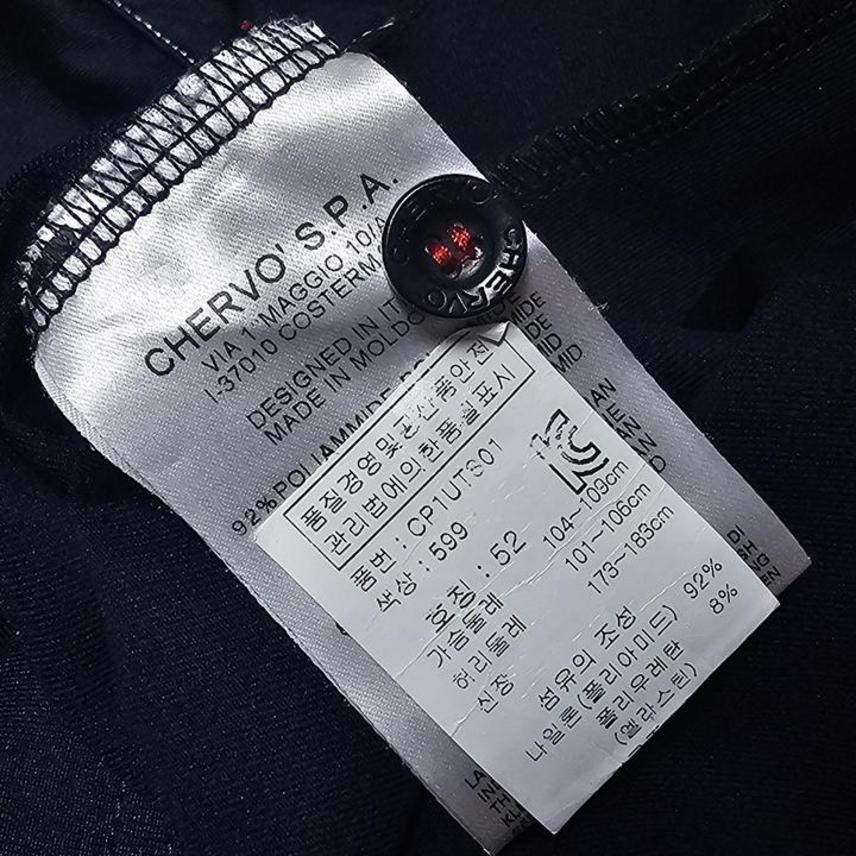 CHERVO' S.P.A.
VIA 1 MAGGIO 10/A
I-37010 COSTERM
DESIGNED IN IT
MADE IN MOLDO
92% POLIAMMIDE
CHERVO
품질경영및공산품안전
관리법에의한품질표시
품번 : CP1UTS01
색상 : 599
호칭 : 52
가슴둘레 104~109cm
허리둘레 101~106cm
신장 173~183cm
섬유의 조성
나일론(폴리아미드) 92%
폴리우레탄 8%
(엘라스틴)